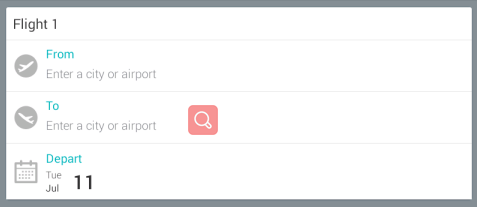 Flight 1
From
Enter a city or airport
To
Enter a city or airport
Depart
Tue
Jul 11